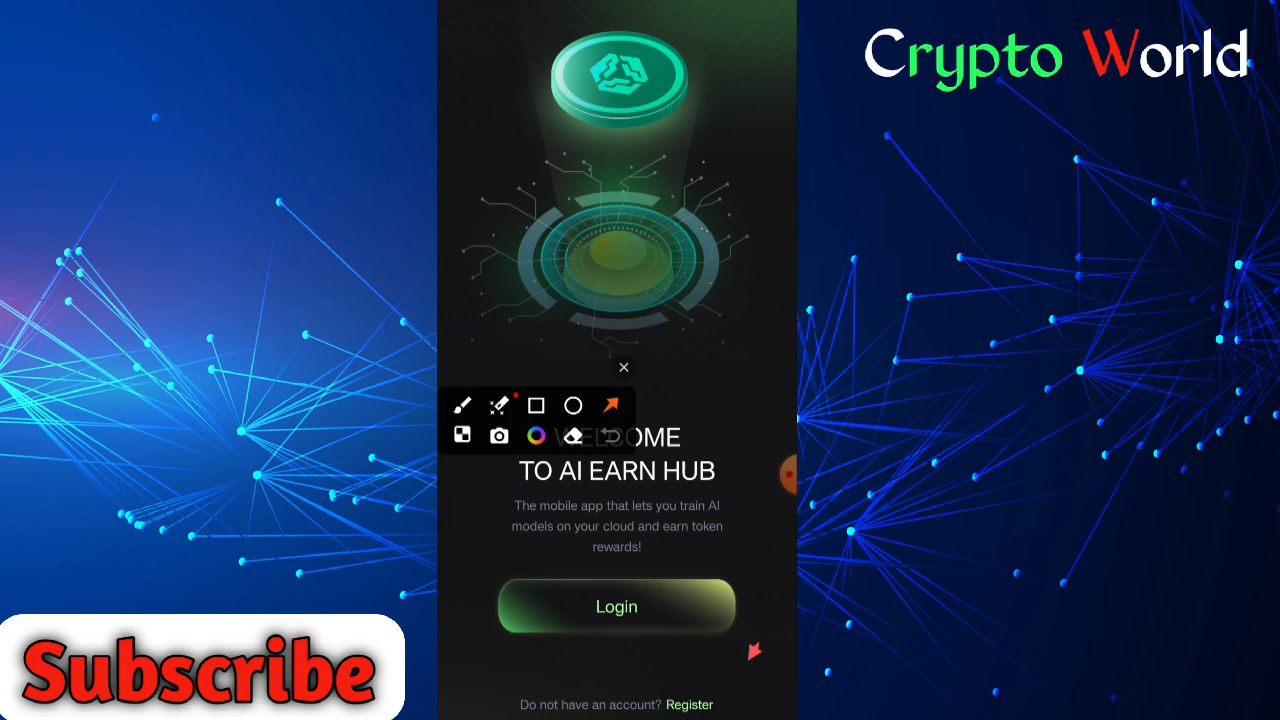 Crypto World
WELCOME
TO AI EARN HUB
The mobile app that lets you train AI
models on your cloud and earn token
rewards!
Login
Subscribe
Do not have an account? Register